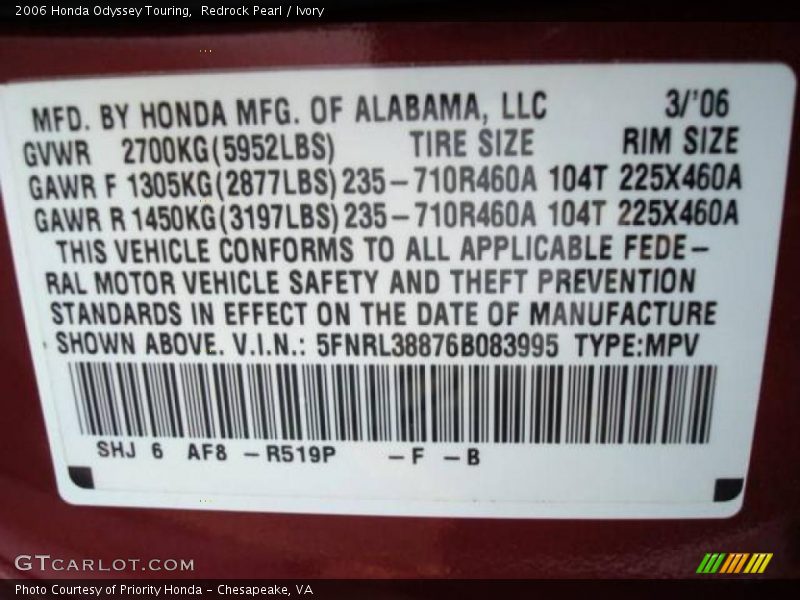 2006 Honda Odyssey Touring,  Redrock Pearl / Ivory
MFD. BY HONDA MFG. OF ALABAMA, LLC 3/'06
GVWR 2700KG(5952LBS) TIRE SIZE RIM SIZE
GAWR F 1305KG(2877LBS) 235-710R460A 104T 225X460A
GAWR R 1450KG(3197LBS) 235-710R460A 104T 225X460A
THIS VEHICLE CONFORMS TO ALL APPLICABLE FEDE-
RAL MOTOR VEHICLE SAFETY AND THEFT PREVENTION
STANDARDS IN EFFECT ON THE DATE OF MANUFACTURE
SHOWN ABOVE. V.I.N.: 5FNRL38876B083995 TYPE:MPV
SHJ 6 AF8 -R519P -F -B
GTCARLOT.COM
Photo Courtesy of Priority Honda - Chesapeake, VA